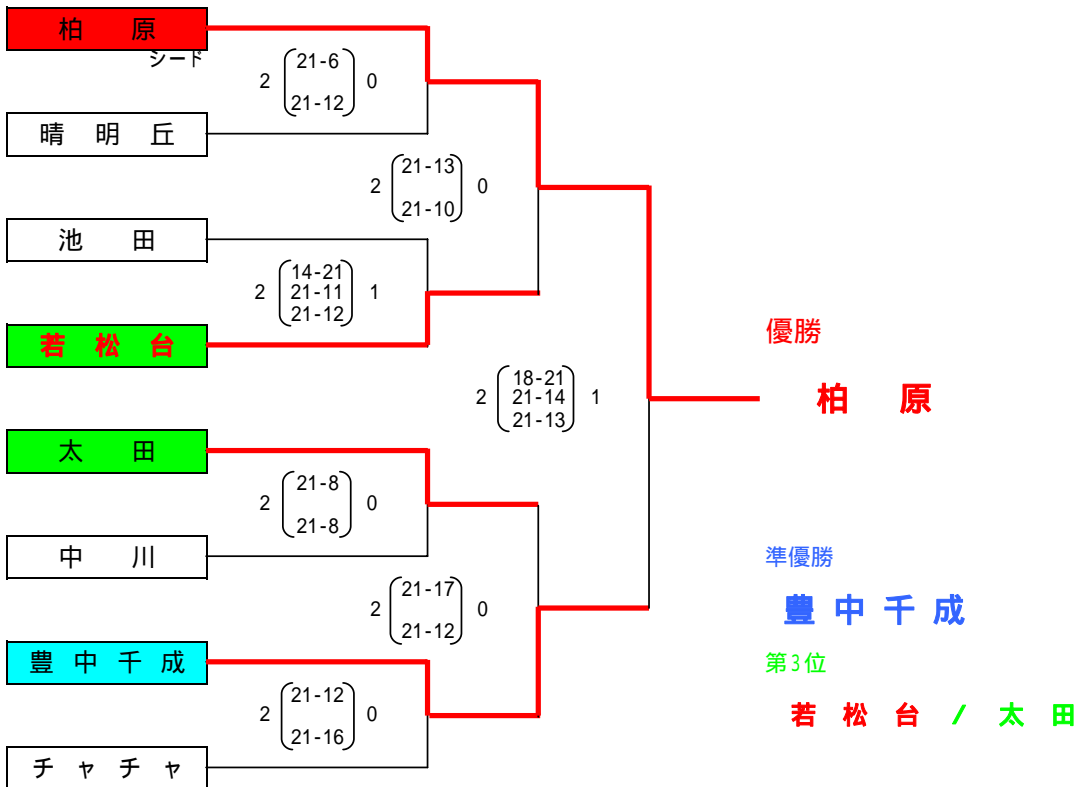 柏 原
シード
2 21-6 0
21-12
晴 明 丘
2 21-13 0
21-10
池 田
14-21
2 21-11 1
21-12
若 松 台
優勝
柏 原
18-21
2 21-14 1
21-13
太 田
2 21-8 0
21-8
中 川
準優勝
豊 中 千 成
2 21-17 0
21-12
豊 中 千 成
第3位
若 松 台 / 太 田
2 21-12 0
21-16
チ ャ チ ャ